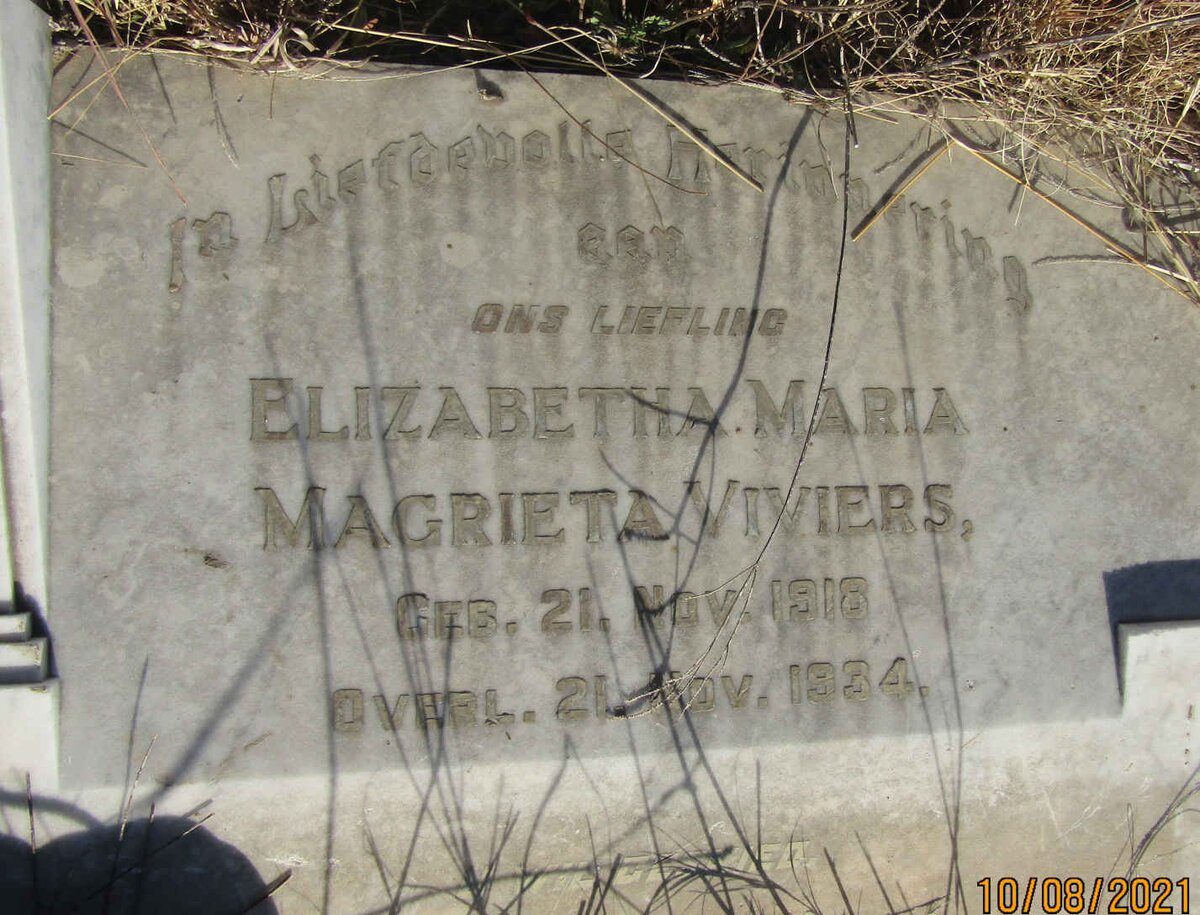 In Liefdevolle Herinnering
aan
ONS LIEFLING
ELIZABETHA MARIA
MAGRIETA VIVIERS,
GEB. 21. NOV. 1918
OVERL. 21. NOV. 1934.
10/08/2021